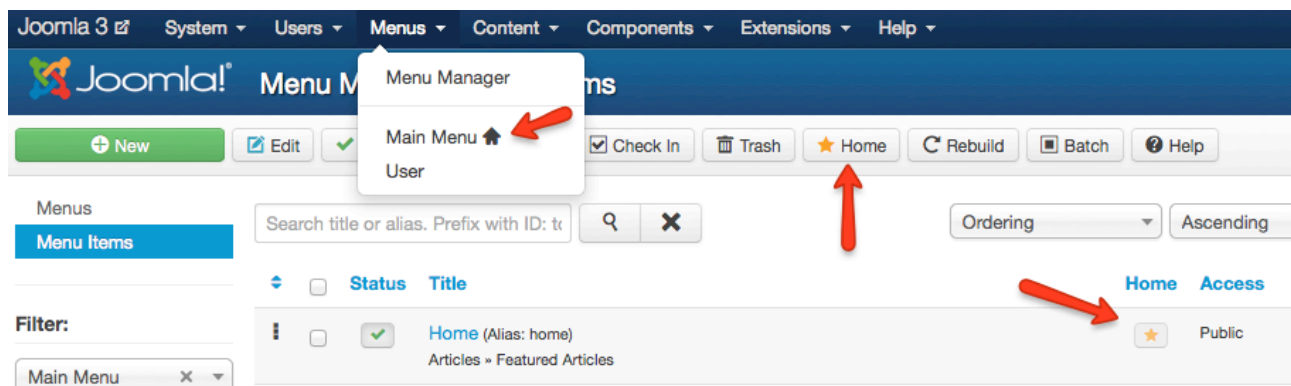 Joomla 3 System Users Menus Content Components Extensions Help
Joomla!® Menu M ns
Menu Manager
Main Menu
User
New Edit Check In Trash Home Rebuild Batch Help
Menus
Menu Items
Search title or alias. Prefix with ID: Ordering Ascending
Status Title Home Access
Filter:
Home (Alias: home) Public
Articles » Featured Articles
Main Menu